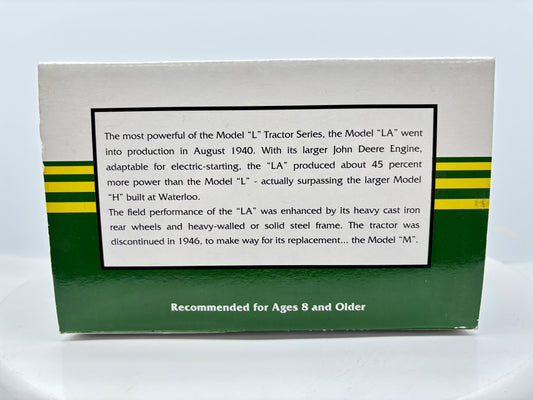 The most powerful of the Model "L" Tractor Series, the Model "LA" went
into production in August 1940. With its larger John Deere Engine,
adaptable for electric-starting, the "LA" produced about 45 percent
more power than the Model "L" - actually surpassing the larger Model
"H" built at Waterloo.
The field performance of the "LA" was enhanced by its heavy cast iron
rear wheels and heavy-walled or solid steel frame. The tractor was
discontinued in 1946, to make way for its replacement... the Model "M".
Recommended for Ages 8 and Older